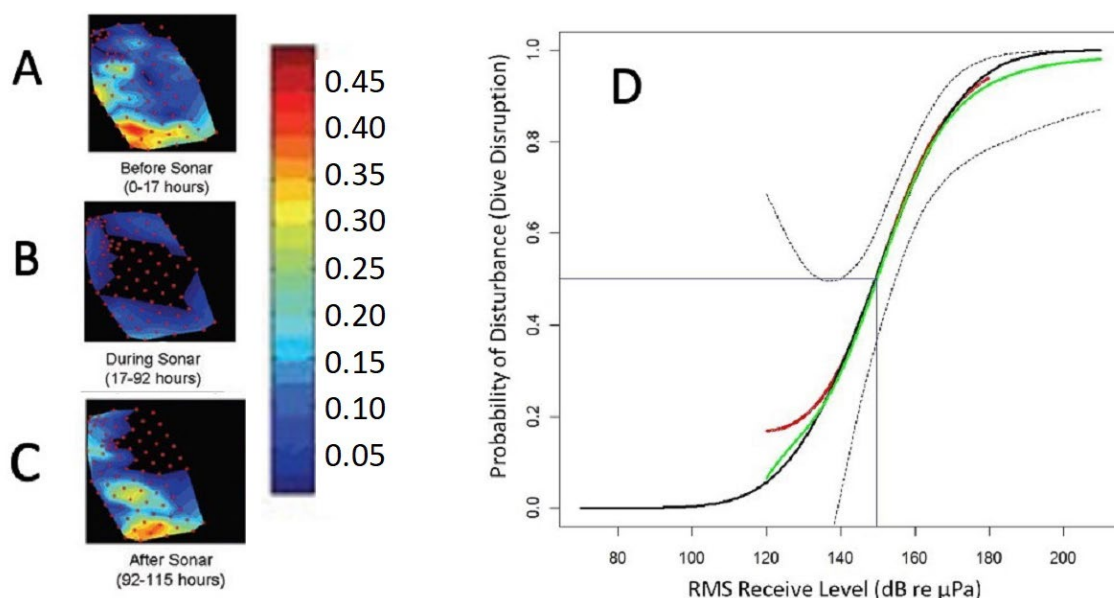 A
Before Sonar
(0-17 hours)
B
During Sonar
(17-92 hours)
C
After Sonar
(92-115 hours)
0.45
0.40
0.35
0.30
0.25
0.20
0.15
0.10
0.05
D
Probability of Disturbance (Dive Disruption)
1.0
0.8
0.6
0.4
0.2
0.0
80 100 120 140 160 180 200
RMS Receive Level (dB re µPa)